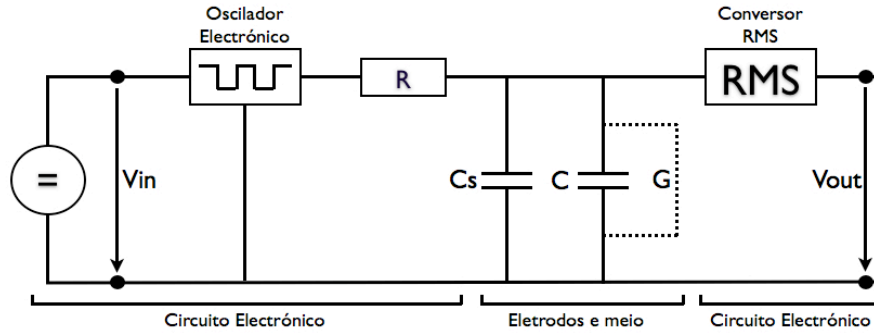 Oscilador
Electrónico
Conversor
RMS
R
RMS
=
Vin
Cs
C
G
Vout
Circuito Electrónico
Eletrodos e meio
Circuito Electrónico